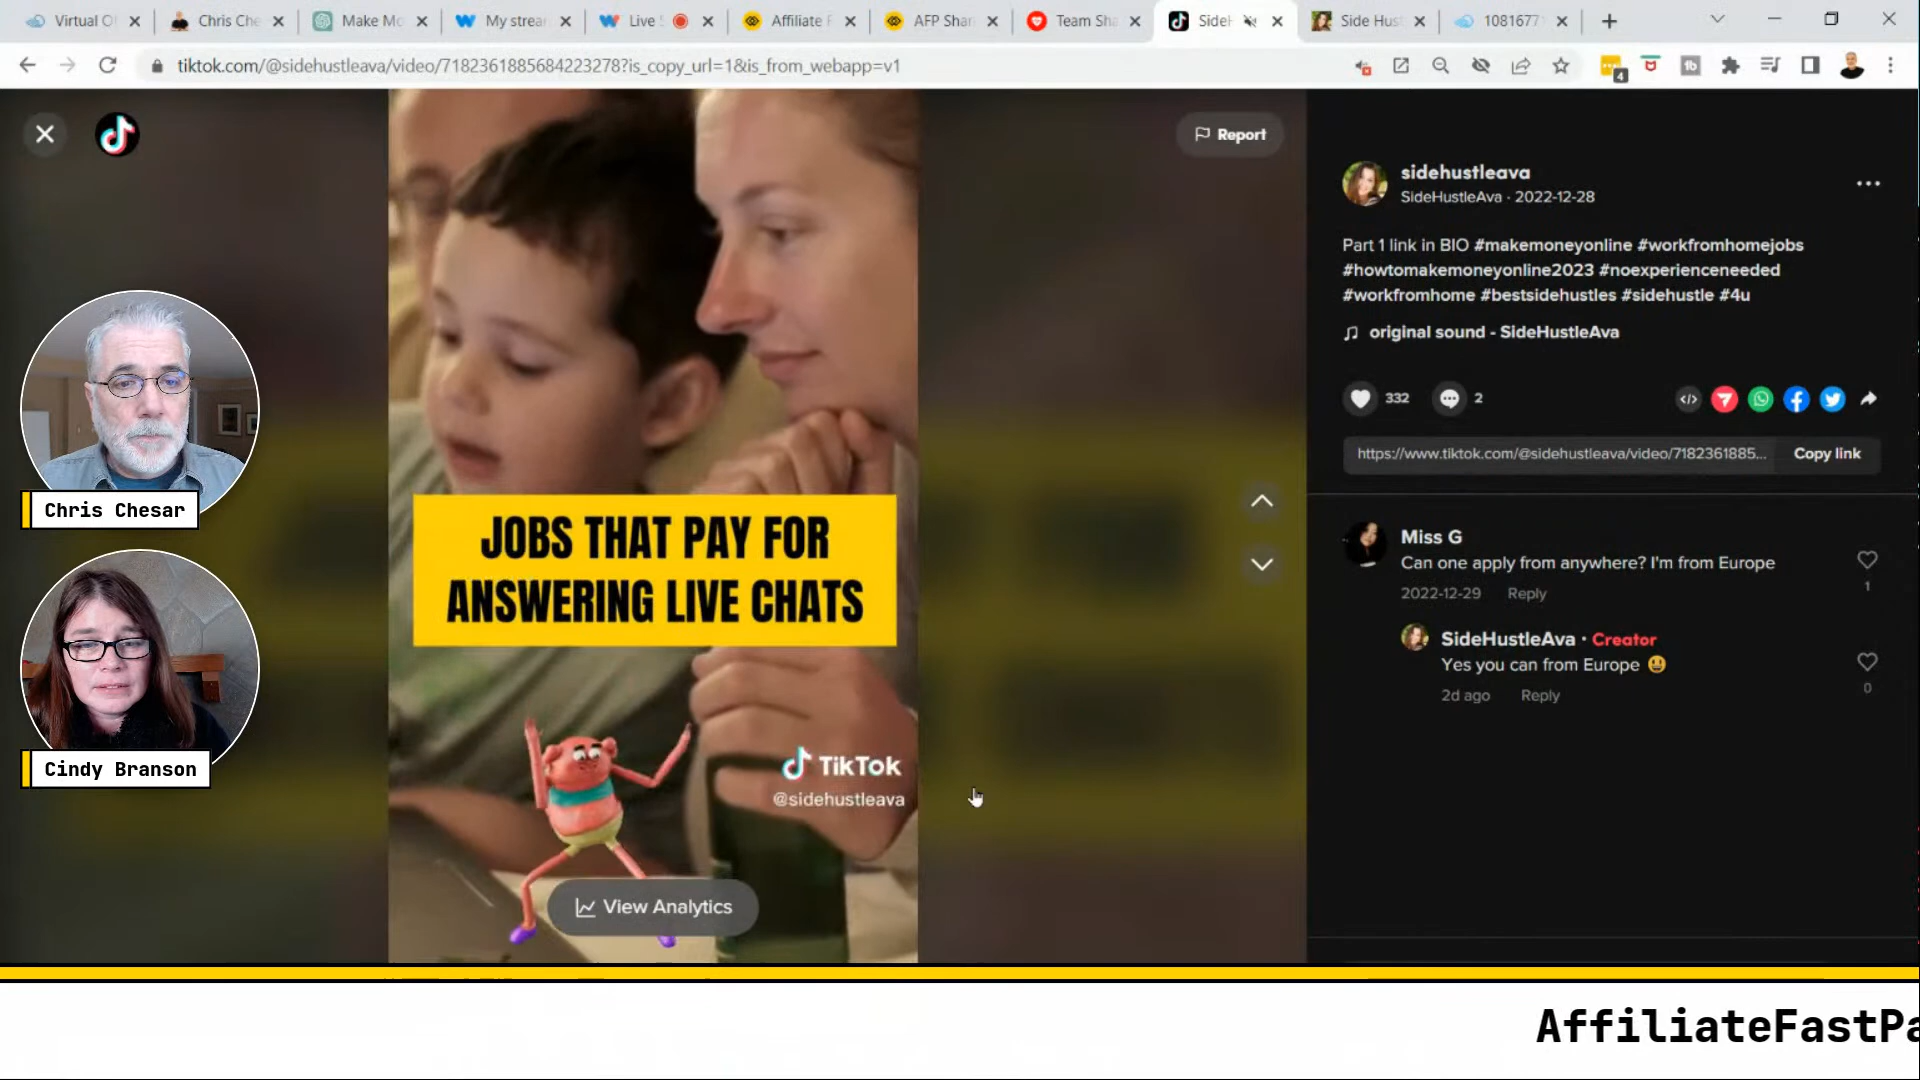 Virtual O
Chris Che
Make Mo
My strea
Live
Affiliate F
AFP Shar
Team Sha
SideH
Side Hus
1081677
tiktok.com/@sidehustleava/video/7182361885684223278?is_copy_url=1&is_from_webapp=v1
4
Report
sidehustleava
SideHustleAva · 2022-12-28
Part 1 link in BIO #makemoneyonline #workfromhomejobs
#howtomakemoneyonline2023 #noexperienceneeded
#workfromhome #bestsidehustles #sidehustle #4u
original sound - SideHustleAva
332
2
https://www.tiktok.com/@sidehustleava/video/7182361885...
Copy link
Miss G
Can one apply from anywhere? I'm from Europe
2022-12-29 Reply
1
SideHustleAva · Creator
Yes you can from Europe 😃
2d ago Reply
0
JOBS THAT PAY FOR
ANSWERING LIVE CHATS
TikTok
@sidehustleava
View Analytics
Chris Chesar
Cindy Branson
AffiliateFastPa